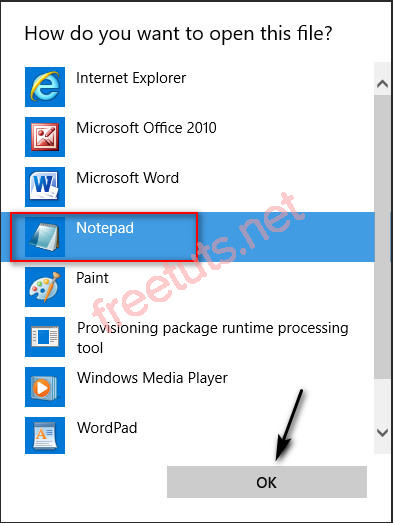 How do you want to open this file?
Internet Explorer
Microsoft Office 2010
Microsoft Word
Notepad
Paint
Provisioning package runtime processing
tool
Windows Media Player
WordPad
OK
freetuts.net